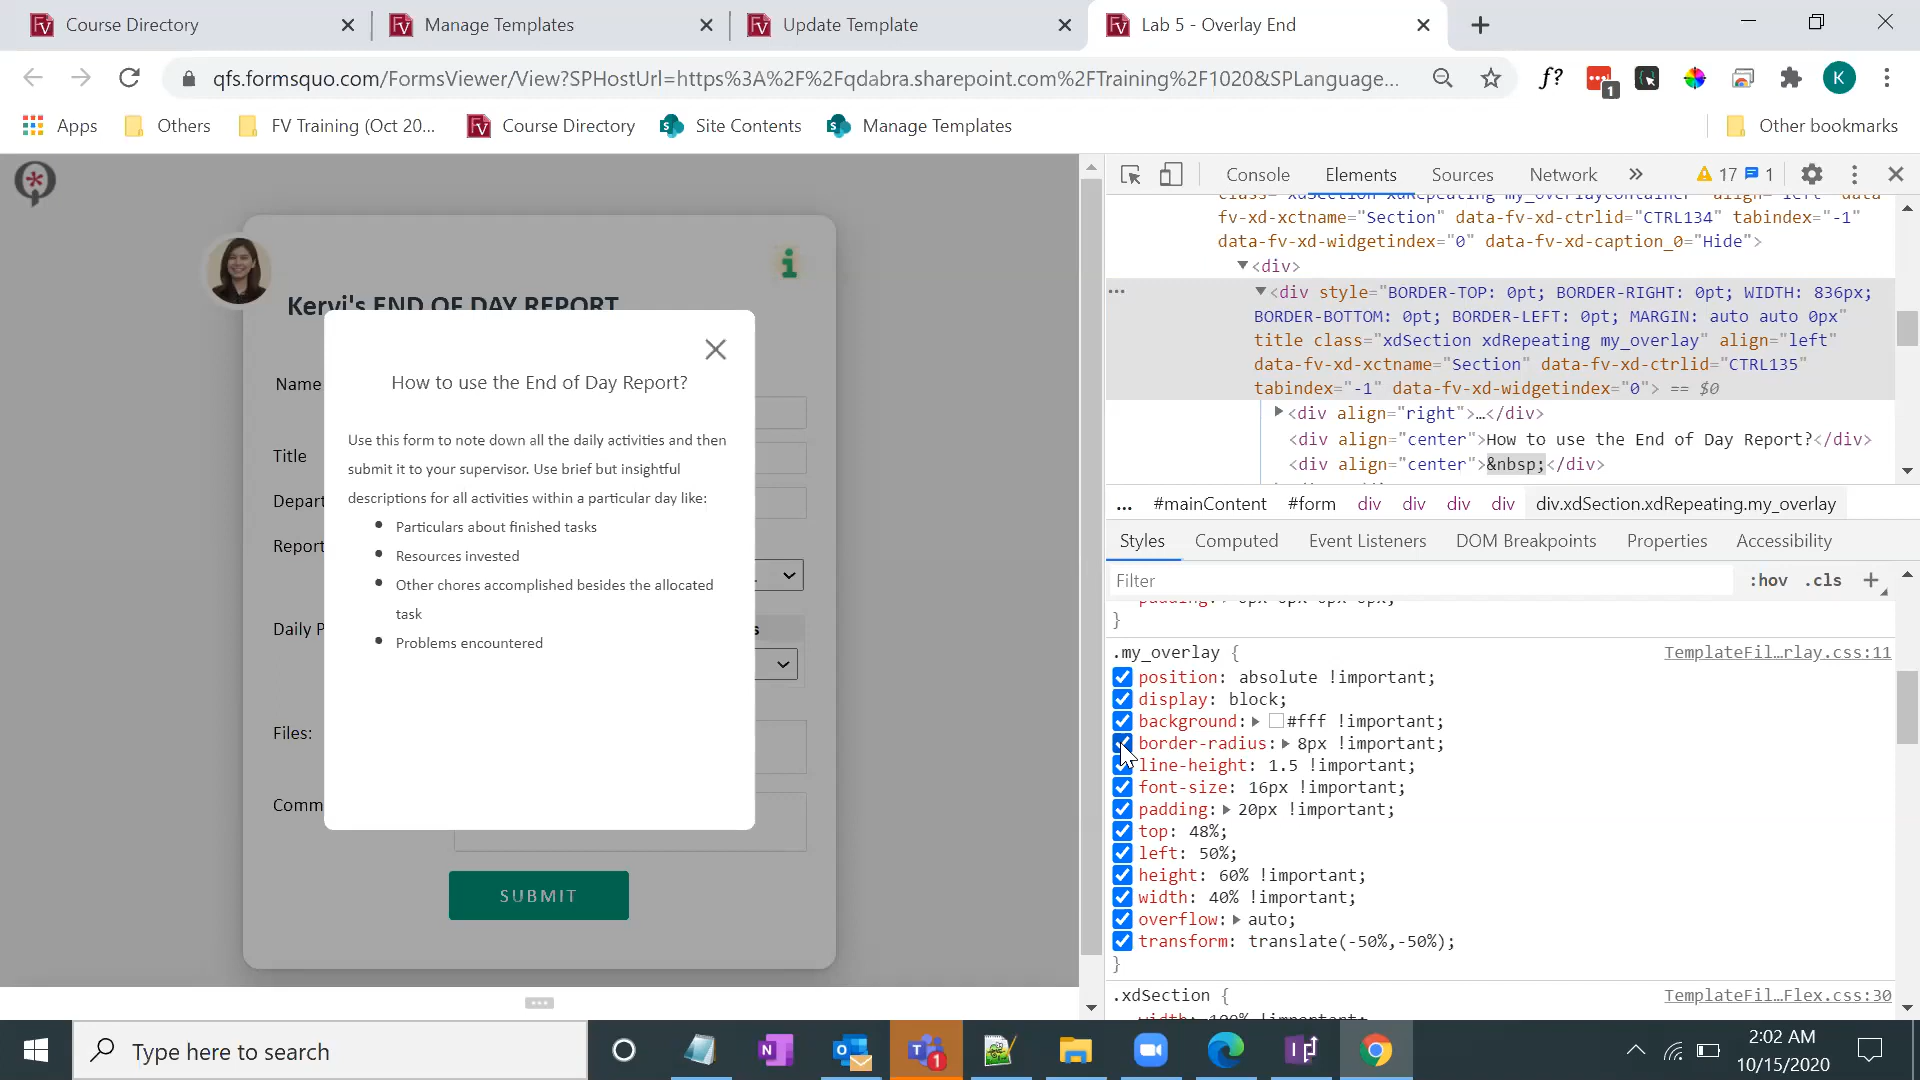 Course Directory
Manage Templates
Update Template
Lab 5 - Overlay End
qfs.formsquo.com/FormsViewer/View?SPHostUrl=https%3A%2F%2Fqdabra.sharepoint.com%2FTraining%2F1020&SPLanguage...
f?
1
K
Apps
Others
FV Training (Oct 20...
Course Directory
Site Contents
Manage Templates
Other bookmarks
i
Kervi's END OF DAY REPORT
Name
Title
Depart
Report
Daily P
s
Files:
Comm
How to use the End of Day Report?
Use this form to note down all the daily activities and then
submit it to your supervisor. Use brief but insightful
descriptions for all activities within a particular day like:
Particulars about finished tasks
Resources invested
Other chores accomplished besides the allocated
task
Problems encountered
SUBMIT
Console
Elements
Sources
Network
17
1
class="xdSection xdRepeating my_overlaycontainer" align="left" data-
fv-xd-xctname="Section" data-fv-xd-ctrlid="CTRL134" tabindex="-1"
data-fv-xd-widgetindex="0" data-fv-xd-caption_0="Hide">
<div>
<div style="BORDER-TOP: 0pt; BORDER-RIGHT: 0pt; WIDTH: 836px;
BORDER-BOTTOM: 0pt; BORDER-LEFT: 0pt; MARGIN: auto auto 0px"
title class="xdSection xdRepeating my_overlay" align="left"
data-fv-xd-xctname="Section" data-fv-xd-ctrlid="CTRL135"
tabindex="-1" data-fv-xd-widgetindex="0"> == $0
<div align="right">…</div>
<div align="center">How to use the End of Day Report?</div>
<div align="center">&nbsp;</div>
... #mainContent #form div div div div div.xdSection.xdRepeating.my_overlay
Styles
Computed
Event Listeners
DOM Breakpoints
Properties
Accessibility
Filter
:hov .cls
}
.my_overlay {
TemplateFil…rlay.css:11
position: absolute !important;
display: block;
background: #fff !important;
border-radius: 8px !important;
line-height: 1.5 !important;
font-size: 16px !important;
padding: 20px !important;
top: 48%;
left: 50%;
height: 60% !important;
width: 40% !important;
overflow: auto;
transform: translate(-50%,-50%);
}
.xdSection {
TemplateFil…Flex.css:30
width: 100% !important;
Type here to search
1
2:02 AM
10/15/2020